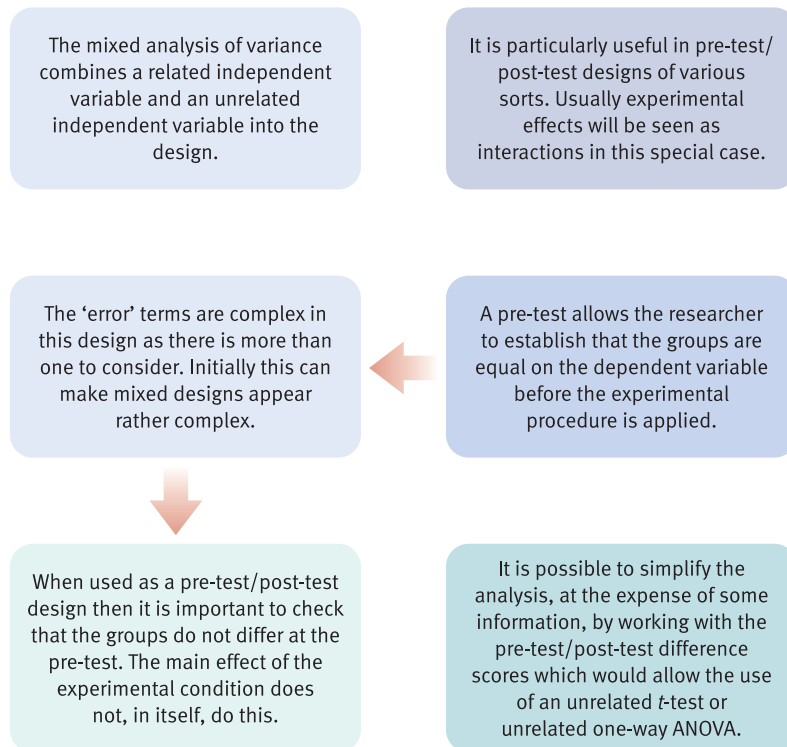 The mixed analysis of variance
combines a related independent
variable and an unrelated
independent variable into the
design.
It is particularly useful in pre-test/
post-test designs of various
sorts. Usually experimental
effects will be seen as
interactions in this special case.
The ‘error’ terms are complex in
this design as there is more than
one to consider. Initially this can
make mixed designs appear
rather complex.
A pre-test allows the researcher
to establish that the groups are
equal on the dependent variable
before the experimental
procedure is applied.
When used as a pre-test/post-test
design then it is important to check
that the groups do not differ at the
pre-test. The main effect of the
experimental condition does
not, in itself, do this.
It is possible to simplify the
analysis, at the expense of some
information, by working with the
pre-test/post-test difference
scores which would allow the use
of an unrelated t-test or
unrelated one-way ANOVA.